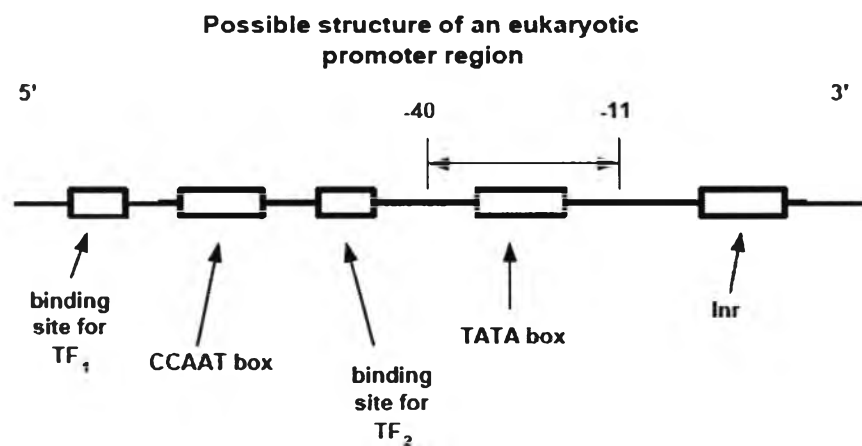 Possible structure of an eukaryotic
promoter region
5'
3'
-40
-11
binding
site for
TF1
CCAAT box
binding
site for
TF2
TATA box
Inr